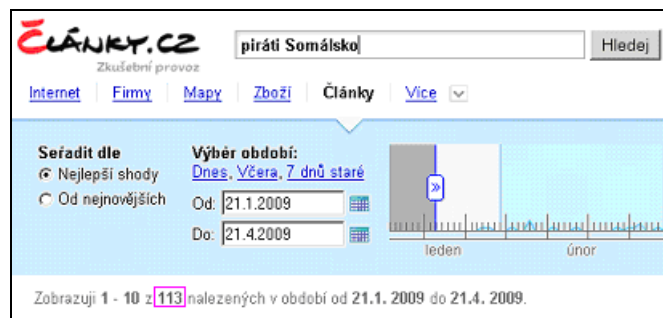 Články.cz
piráti Somálsko
Hledej
Zkušební provoz
Internet Firmy Mapy Zboží Články Více
Seřadit dle
Nejlepší shody
Od nejnovějších
Výběr období:
Dnes, Včera, 7 dnů staré
Od: 21.1.2009
Do: 21.4.2009
leden únor
Zobrazuji 1 - 10 z 113 nalezených v období od 21.1. 2009 do 21.4. 2009.